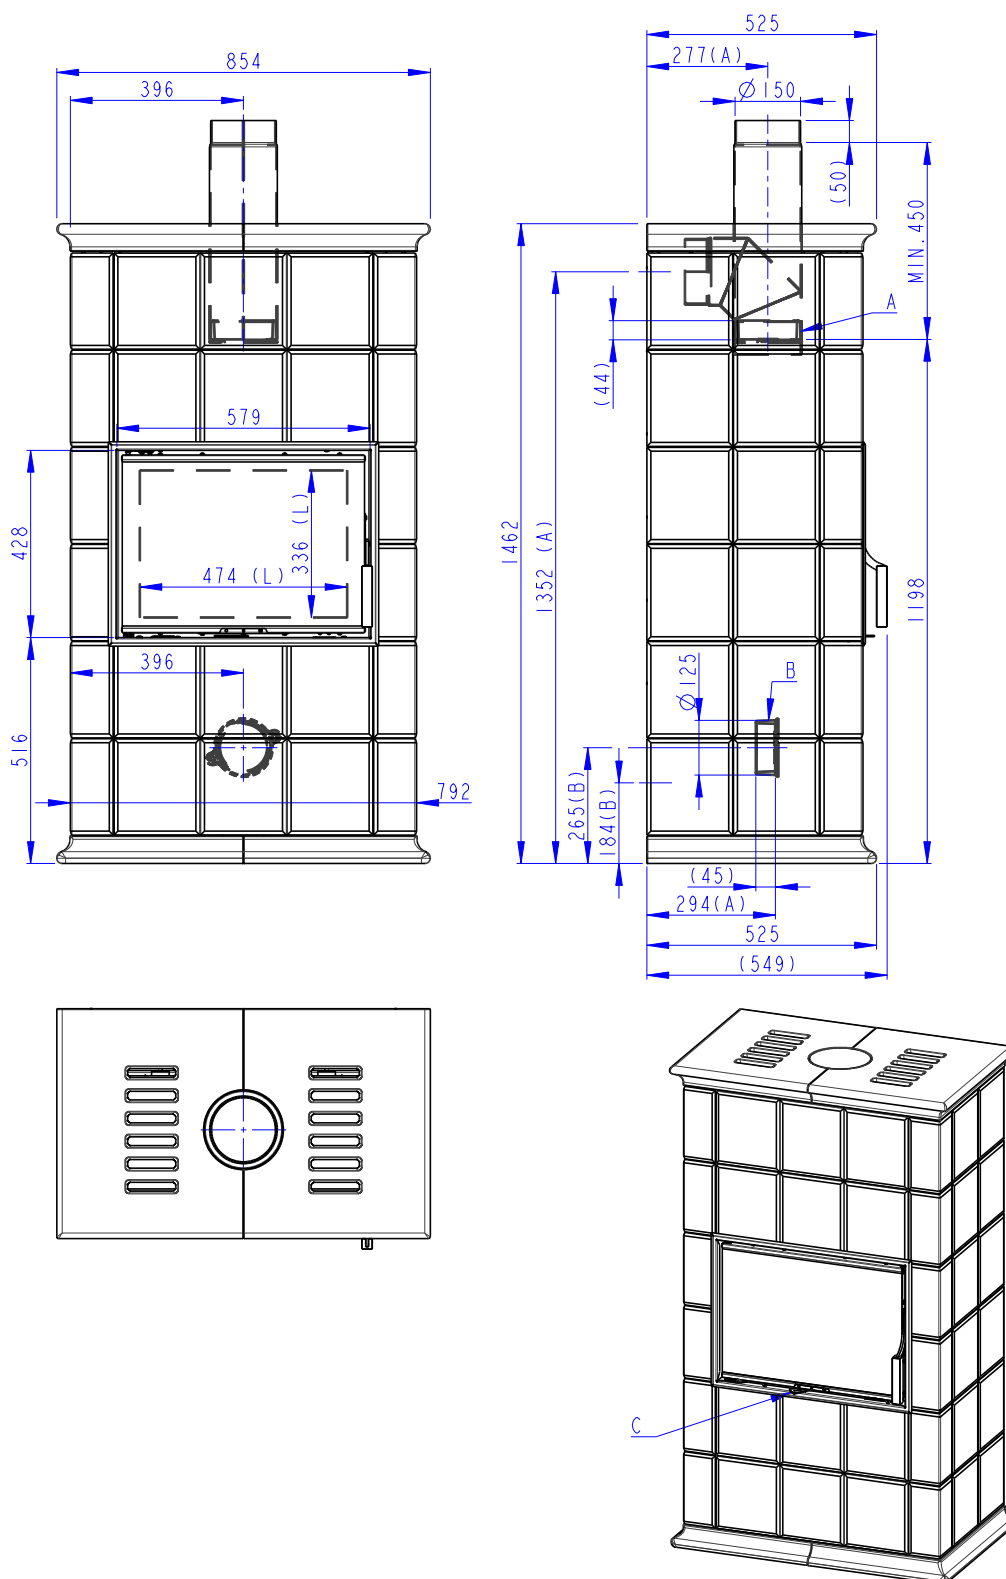 854
396
579
428
336 (L)
474 (L)
396
516
792
525
277(A)
Ø150
(50)
MIN.450
A
(44)
1462
1352 (A)
1198
Ø125
B
265(B)
184(B)
(45)
294(A)
525
(549)
C